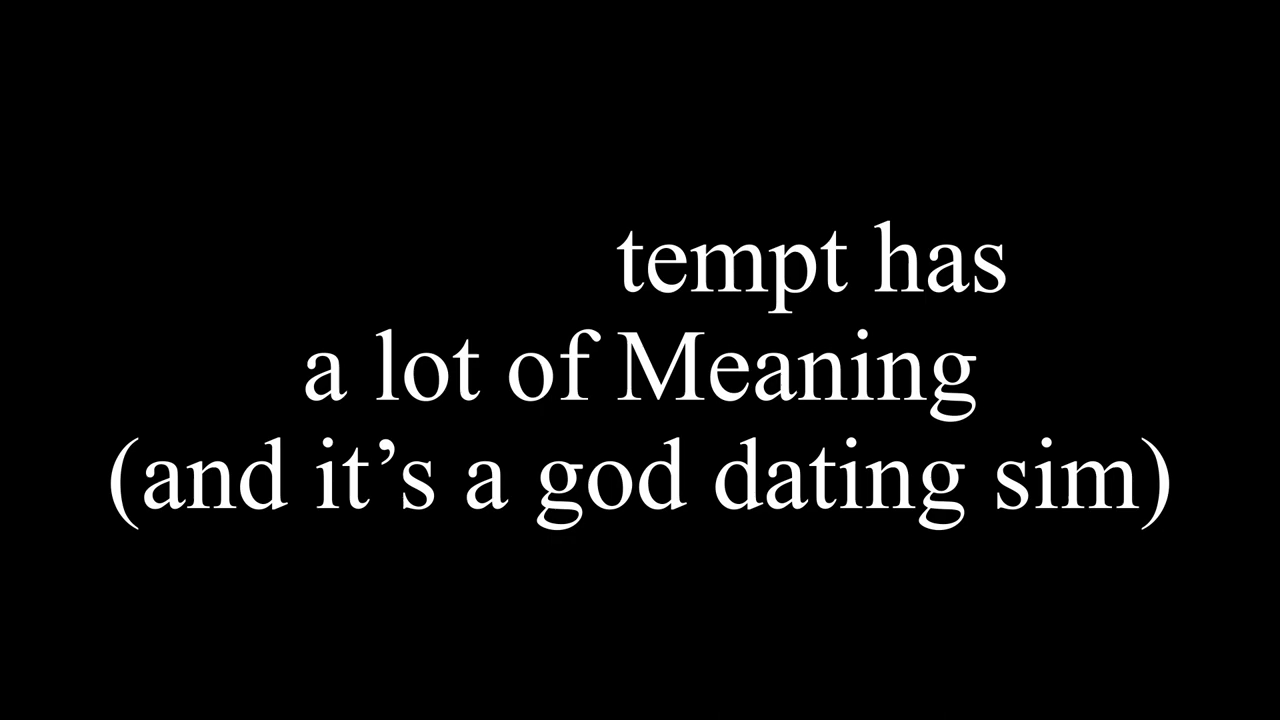 tempt has
a lot of Meaning
(and it’s a god dating sim)